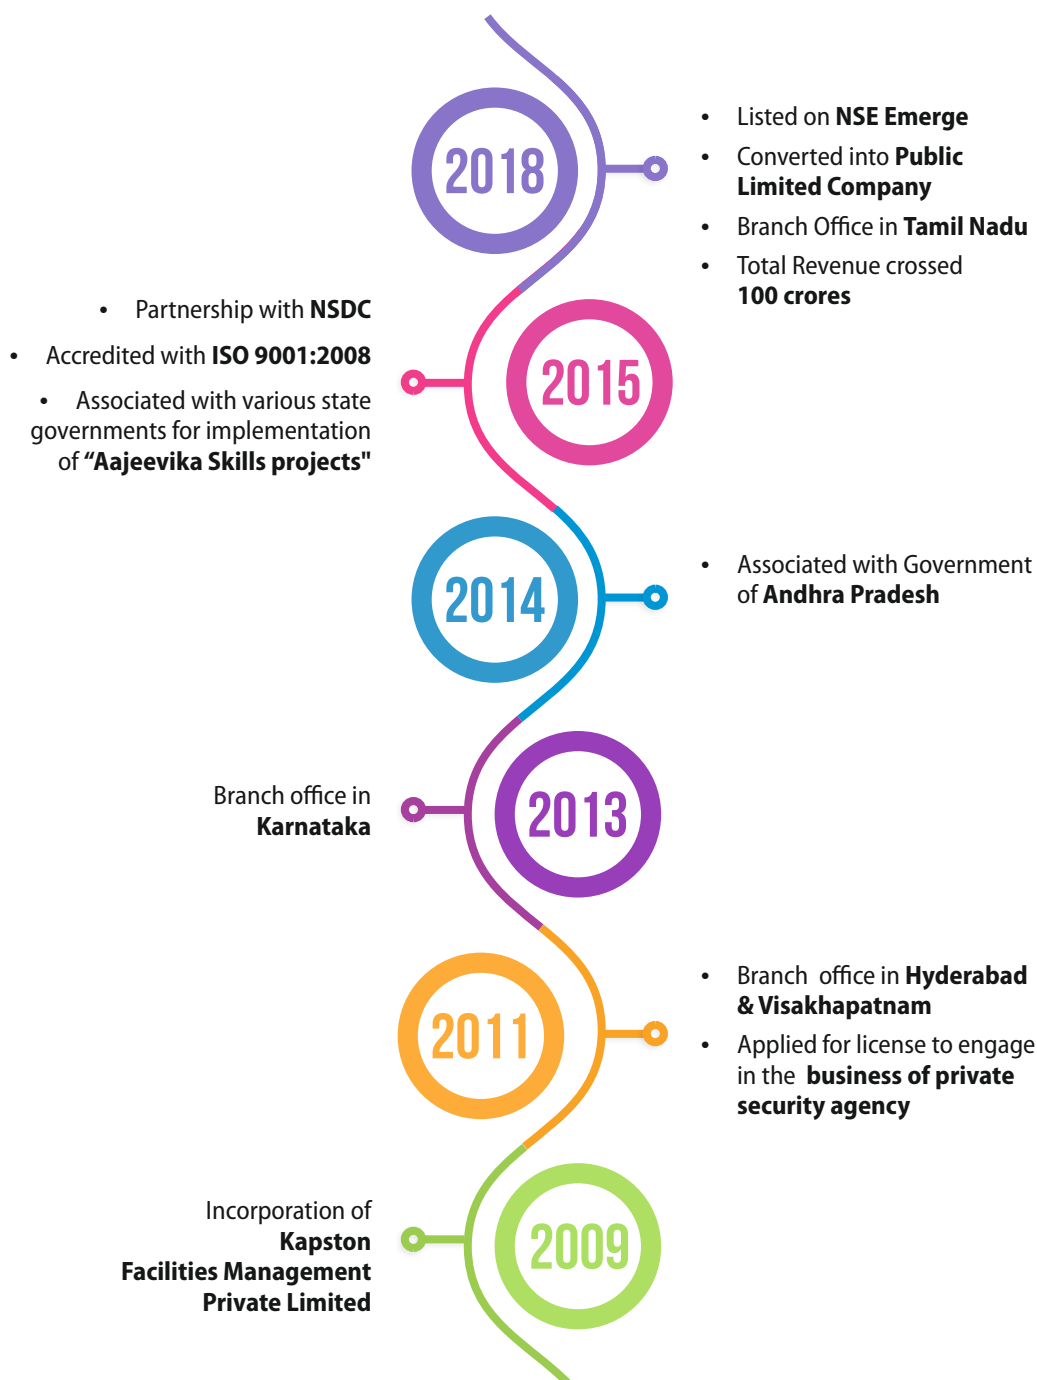 2018
• Listed on NSE Emerge
• Converted into Public
Limited Company
• Branch Office in Tamil Nadu
• Total Revenue crossed
100 crores
• Partnership with NSDC
• Accredited with ISO 9001:2008
• Associated with various state
governments for implementation
of “Aajeevika Skills projects"
2015
2014
• Associated with Government
of Andhra Pradesh
Branch office in
Karnataka
2013
2011
• Branch office in Hyderabad
& Visakhapatnam
• Applied for license to engage
in the business of private
security agency
Incorporation of
Kapston
Facilities Management
Private Limited
2009